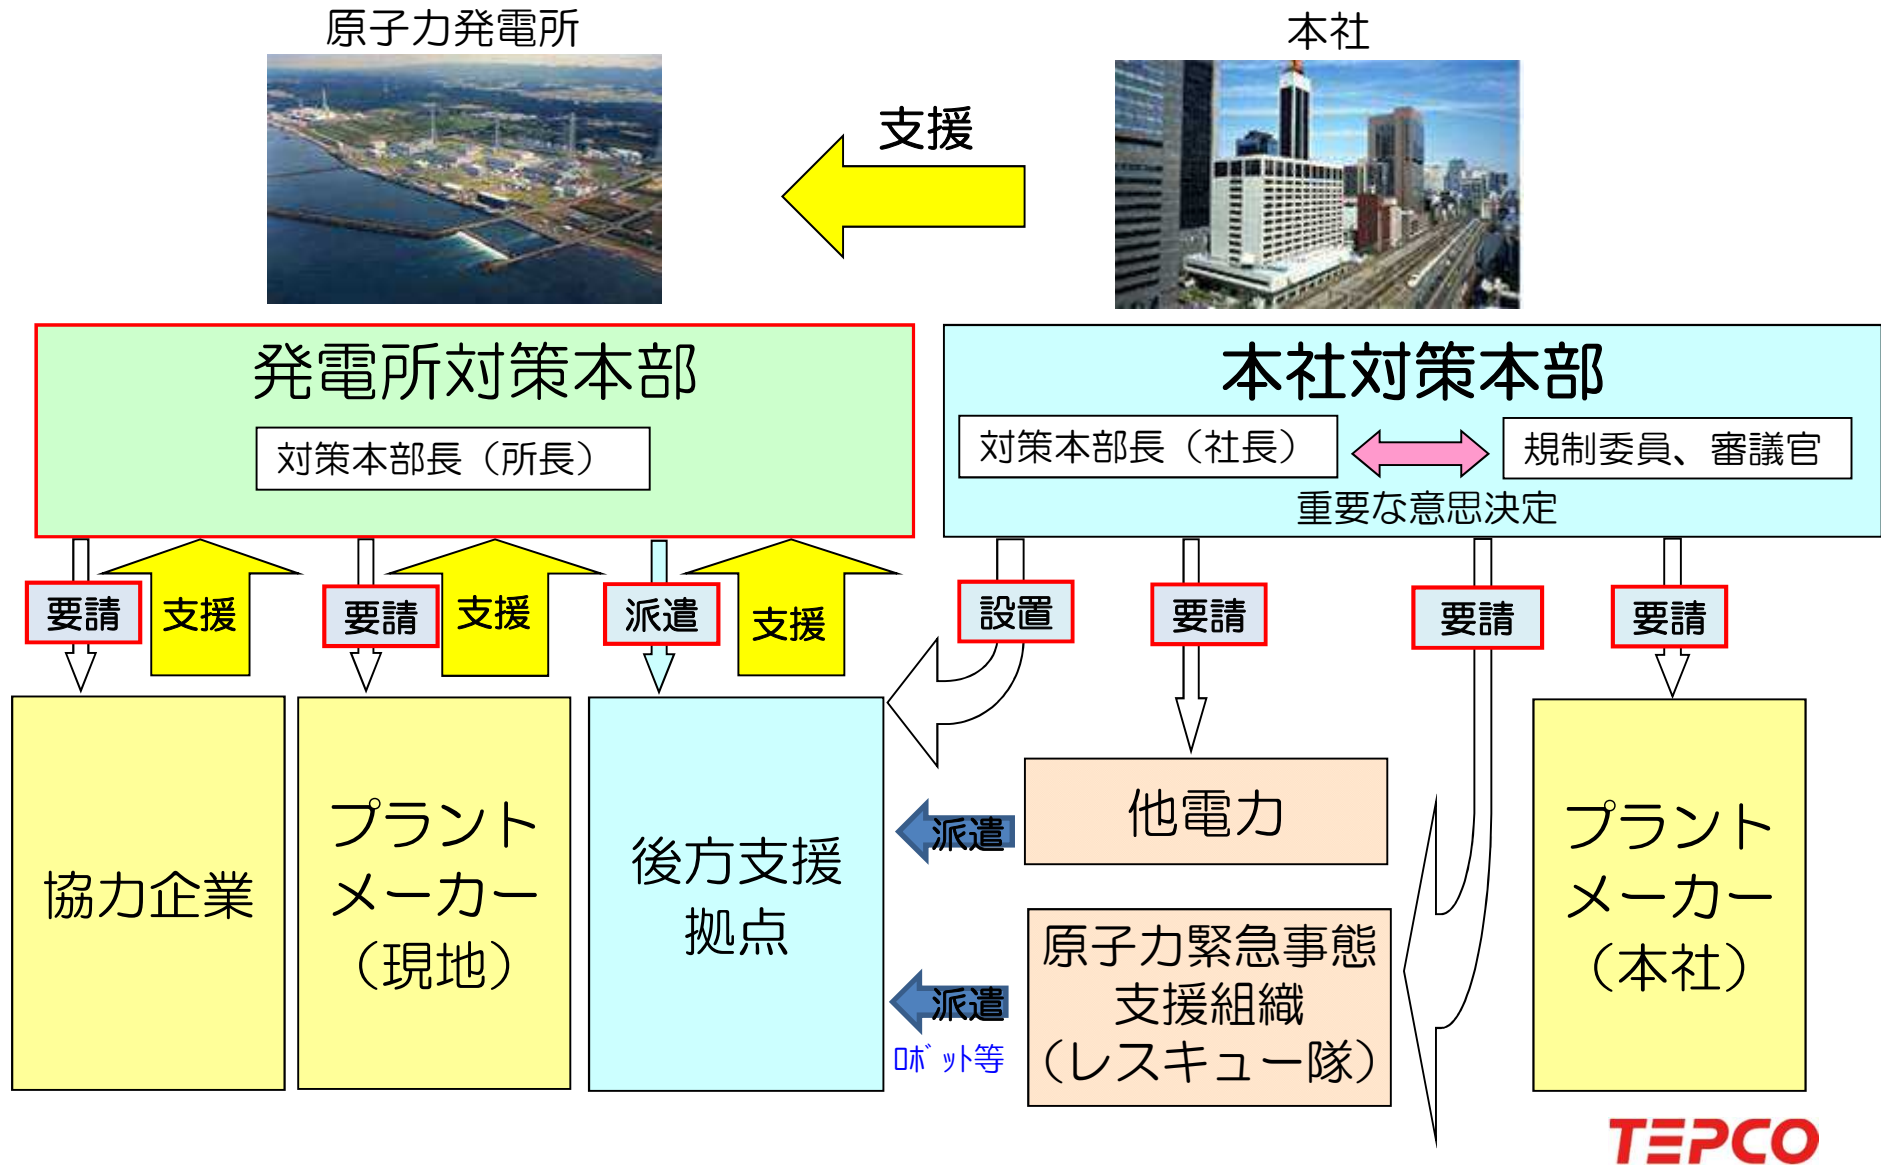 原子力発電所
本社
支援
発電所対策本部
対策本部長（所長）
本社対策本部
対策本部長（社長）
規制委員、審議官
重要な意思決定
要請
支援
要請
支援
派遣
支援
設置
要請
要請
要請
協力企業
プラント
メーカー
（現地）
後方支援
拠点
派遣
他電力
派遣
ﾛﾎﾞｯﾄ等
原子力緊急事態
支援組織
（レスキュー隊）
プラント
メーカー
（本社）
TEPCO